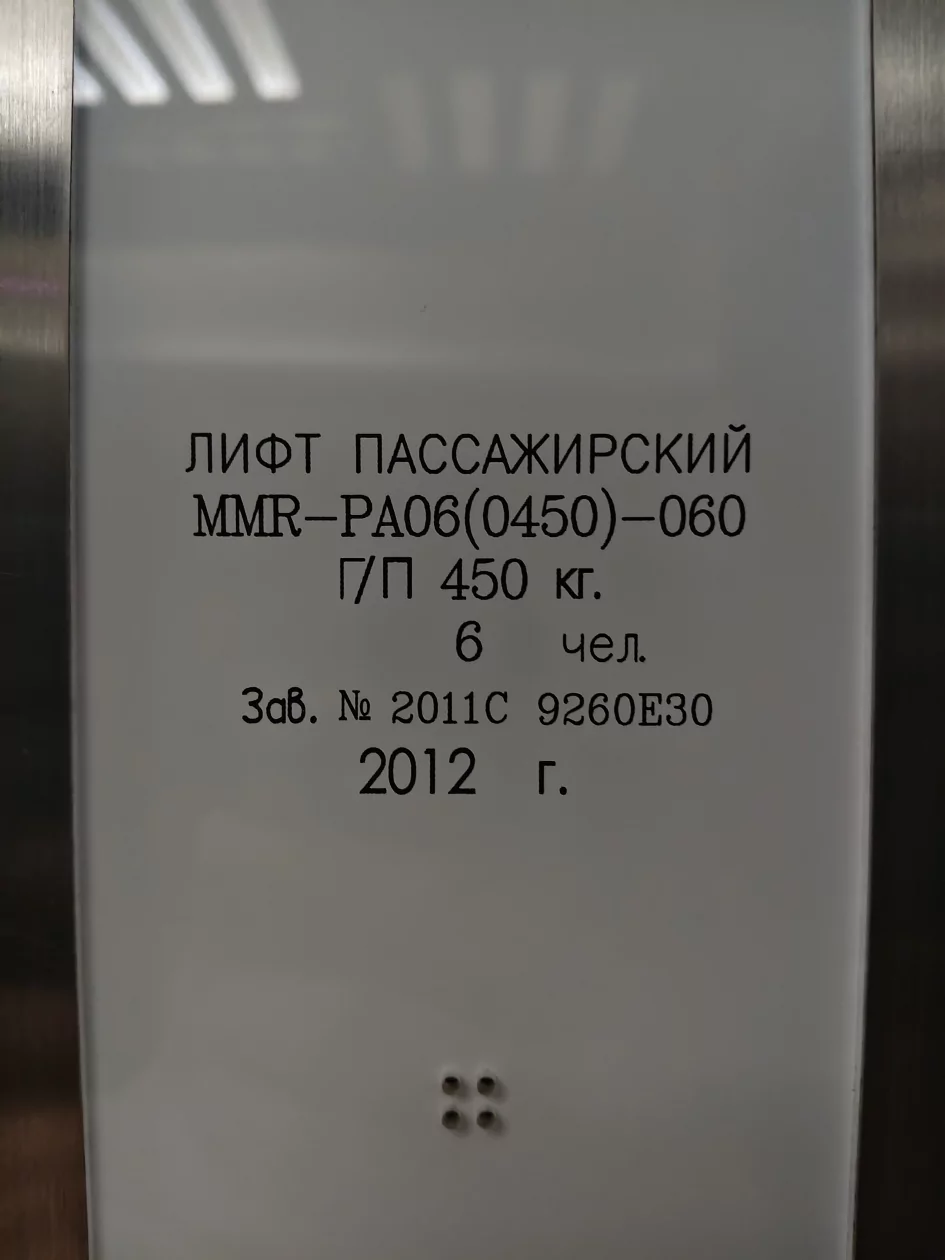 ЛИФТ ПАССАЖИРСКИЙ
MMR-PA06(0450)-060
Г/П 450 кг.
6 чел.
Зав. № 2011C 9260E30
2012 г.